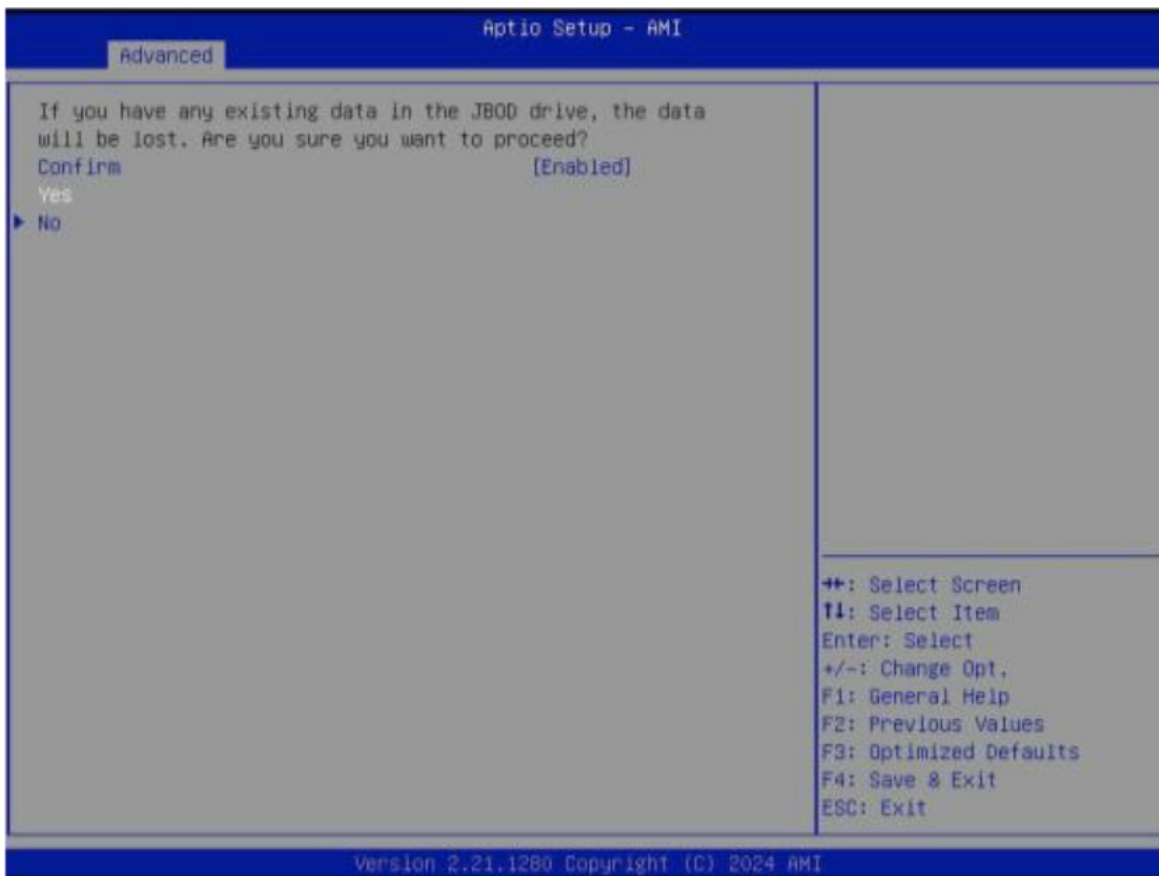 Aptio Setup - AMI
Advanced
If you have any existing data in the JBOD drive, the data
will be lost. Are you sure you want to proceed?
Confirm [Enabled]
Yes
No
→←: Select Screen
↑↓: Select Item
Enter: Select
+/-: Change Opt.
F1: General Help
F2: Previous Values
F3: Optimized Defaults
F4: Save & Exit
ESC: Exit
Version 2.21.1280 Copyright (C) 2024 AMI